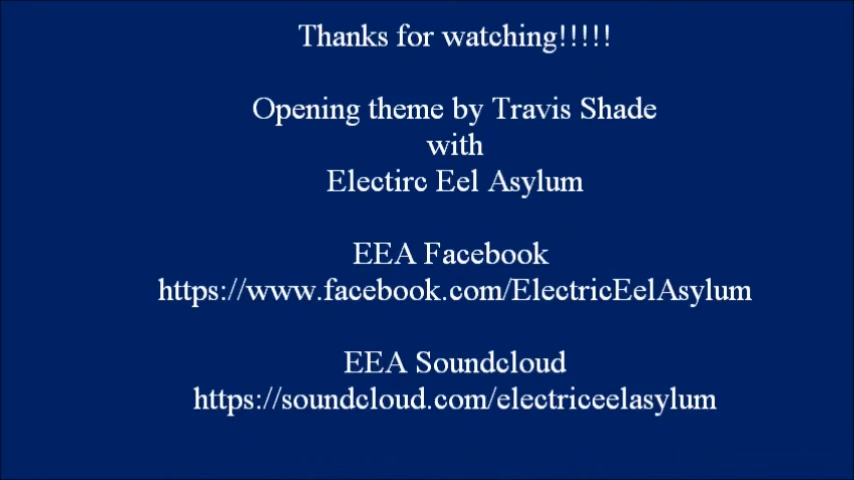 Thanks for watching!!!!!
Opening theme by Travis Shade
with
Electirc Eel Asylum
EEA Facebook
https://www.facebook.com/ElectricEelAsylum
EEA Soundcloud
https://soundcloud.com/electriceelasylum